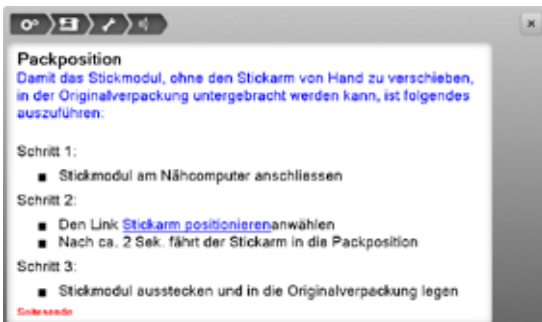 Packposition
Damit das Stickmodul, ohne den Stickarm von Hand zu verschieben,
in der Originalverpackung untergebracht werden kann, ist folgendes
auszuführen:
Schritt 1:
Stickmodul am Nähcomputer anschliessen
Schritt 2:
Den Link Stickarm positionierenanwählen
Nach ca. 2 Sek. fährt der Stickarm in die Packposition
Schritt 3:
Stickmodul ausstecken und in die Originalverpackung legen
Seitenende